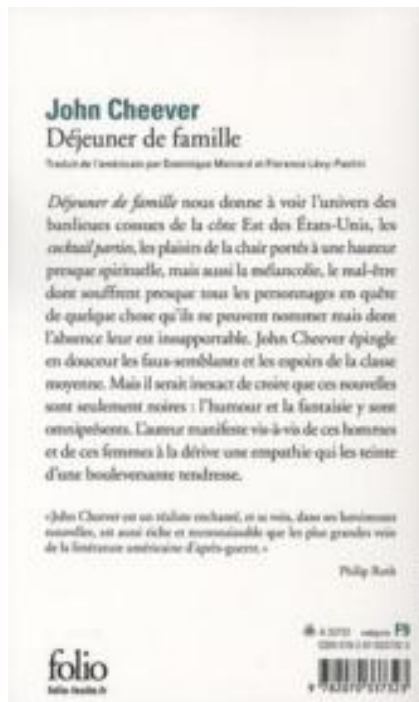 John Cheever
Déjeuner de famille
Traduit de l'américain par Dominique Mainard et Florence Lévy-Paolini
Déjeuner de famille nous donne à voir l'univers des
banlieues cossues de la côte Est des États-Unis, les
cocktail parties, les plaisirs de la chair portés à une hauteur
presque spirituelle, mais aussi la mélancolie, le mal-être
dont souffrent presque tous les personnages en quête
de quelque chose qu'ils ne peuvent nommer mais dont
l'absence leur est insupportable. John Cheever épingle
en douceur les faux-semblants et les espoirs de la classe
moyenne. Mais il serait inexact de croire que ces nouvelles
sont seulement noires : l'humour et la fantaisie y sont
omniprésents. L'auteur manifeste vis-à-vis de ces hommes
et de ces femmes à la dérive une empathie qui les teinte
d'une bouleversante tendresse.
«John Cheever est un réaliste enchanté, et sa voix, dans ses lumineuses
nouvelles, est aussi riche et reconnaissable que les plus grandes voix
de la littérature américaine d'après-guerre.»
Philip Roth
catégorie F9
folio
folio-lesite.fr